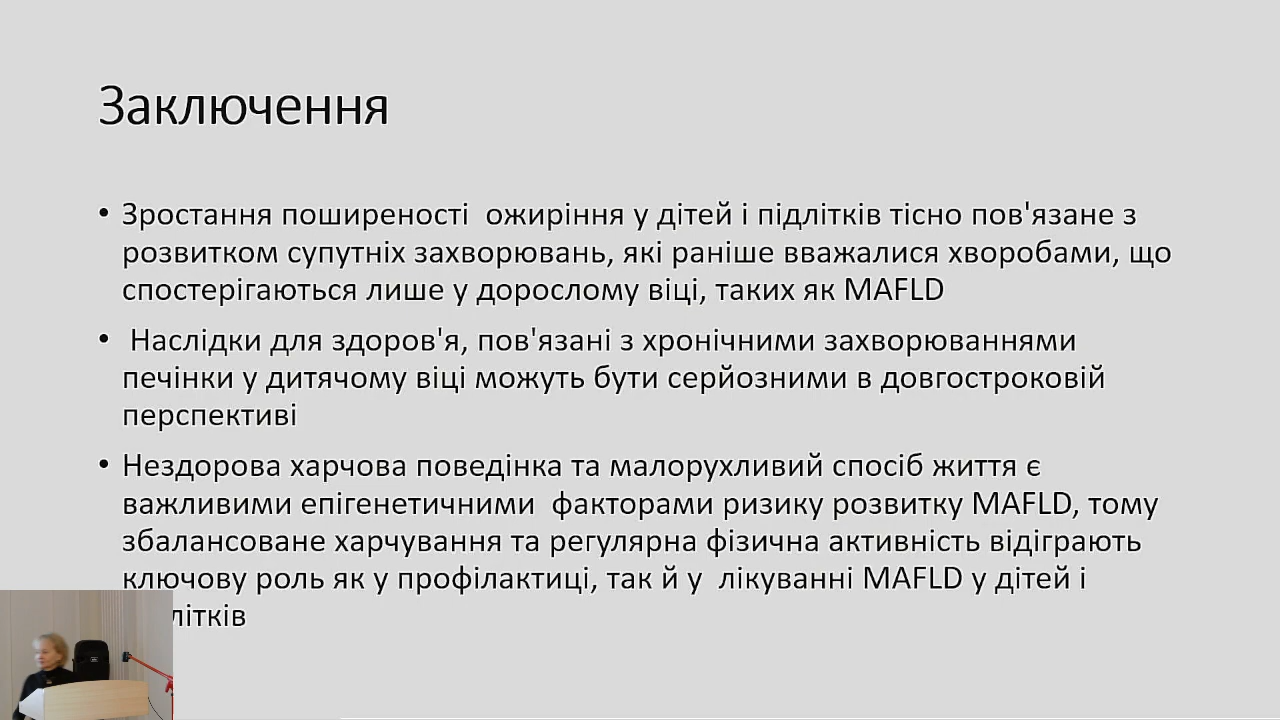 Заключення
• Зростання поширеності  ожиріння у дітей і підлітків тісно пов'язане з
розвитком супутніх захворювань, які раніше вважалися хворобами, що
спостерігаються лише у дорослому віці, таких як MAFLD
•  Наслідки для здоров'я, пов'язані з хронічними захворюваннями
печінки у дитячому віці можуть бути серйозними в довгостроковій
перспективі
• Нездорова харчова поведінка та малорухливий спосіб життя є
важливими епігенетичними  факторами ризику розвитку MAFLD, тому
збалансоване харчування та регулярна фізична активність відіграють
ключову роль як у профілактиці, так й у  лікуванні MAFLD у дітей і
літків